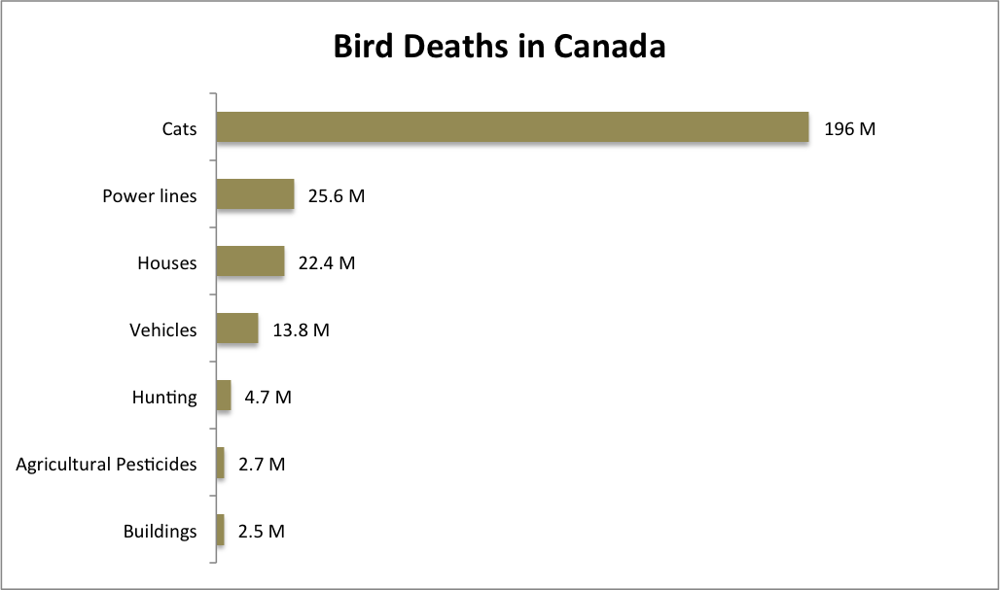 Bird Deaths in Canada
Cats 196 M
Power lines 25.6 M
Houses 22.4 M
Vehicles 13.8 M
Hunting 4.7 M
Agricultural Pesticides 2.7 M
Buildings 2.5 M